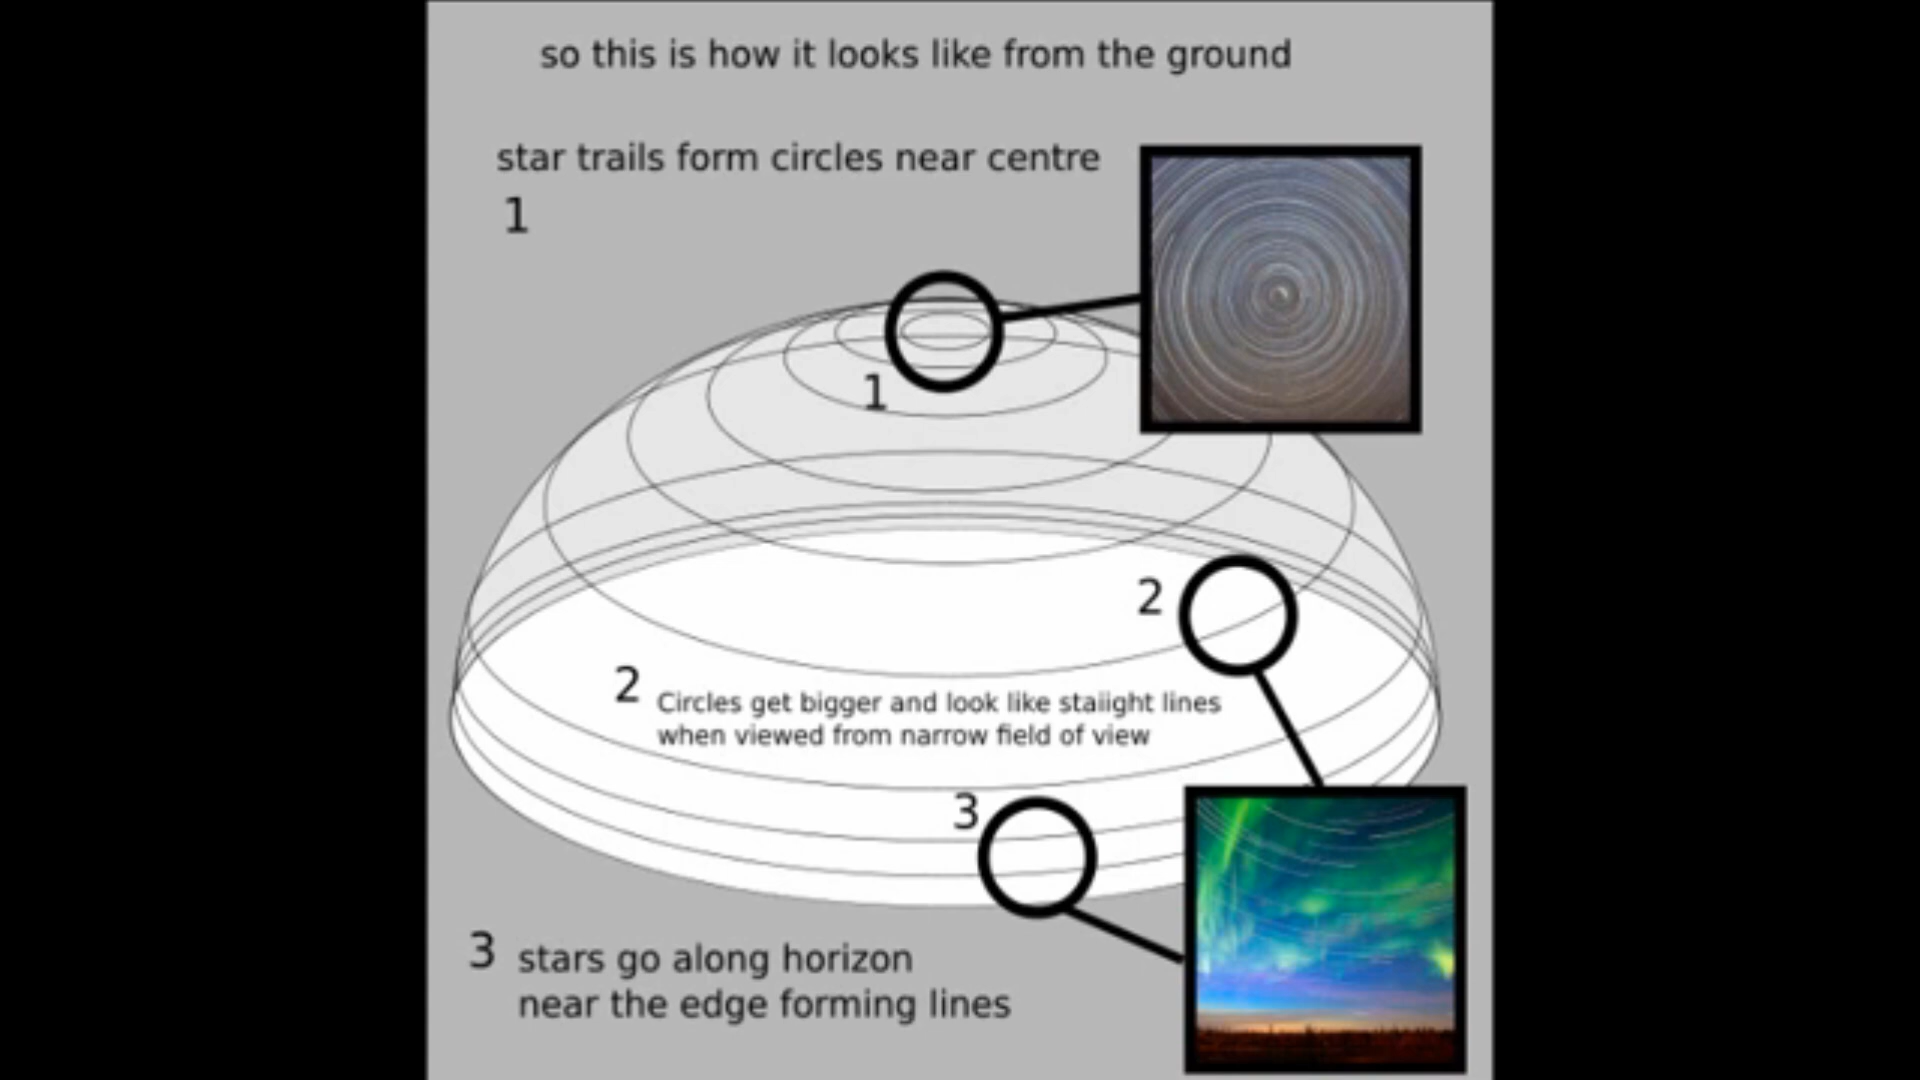 so this is how it looks like from the ground
star trails form circles near centre
1
1
2
2
Circles get bigger and look like staiight lines
when viewed from narrow field of view
3
3
stars go along horizon
near the edge forming lines